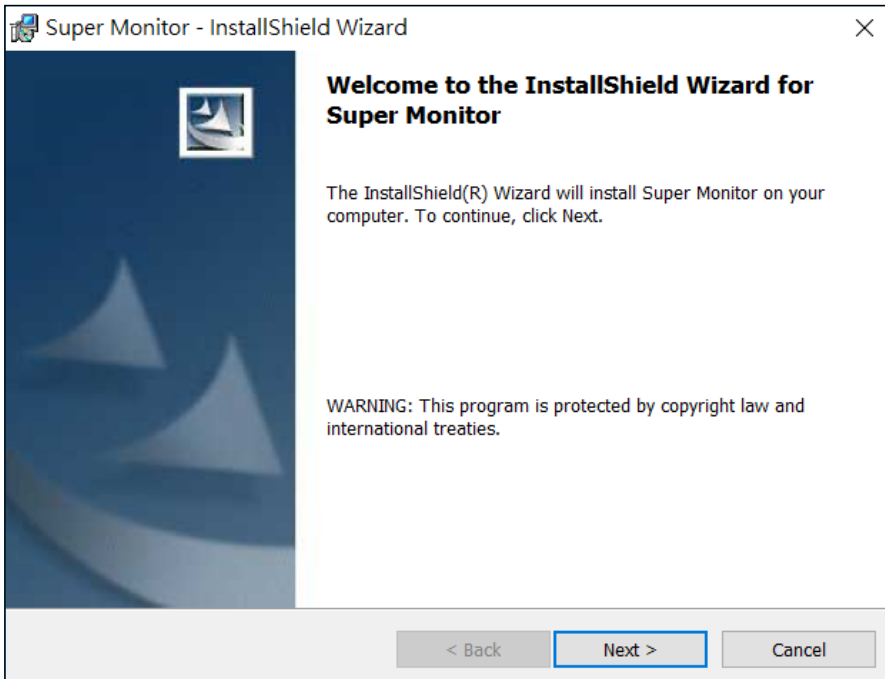 Super Monitor - InstallShield Wizard
Welcome to the InstallShield Wizard for
Super Monitor
The InstallShield(R) Wizard will install Super Monitor on your
computer. To continue, click Next.
WARNING: This program is protected by copyright law and
international treaties.
< Back
Next >
Cancel